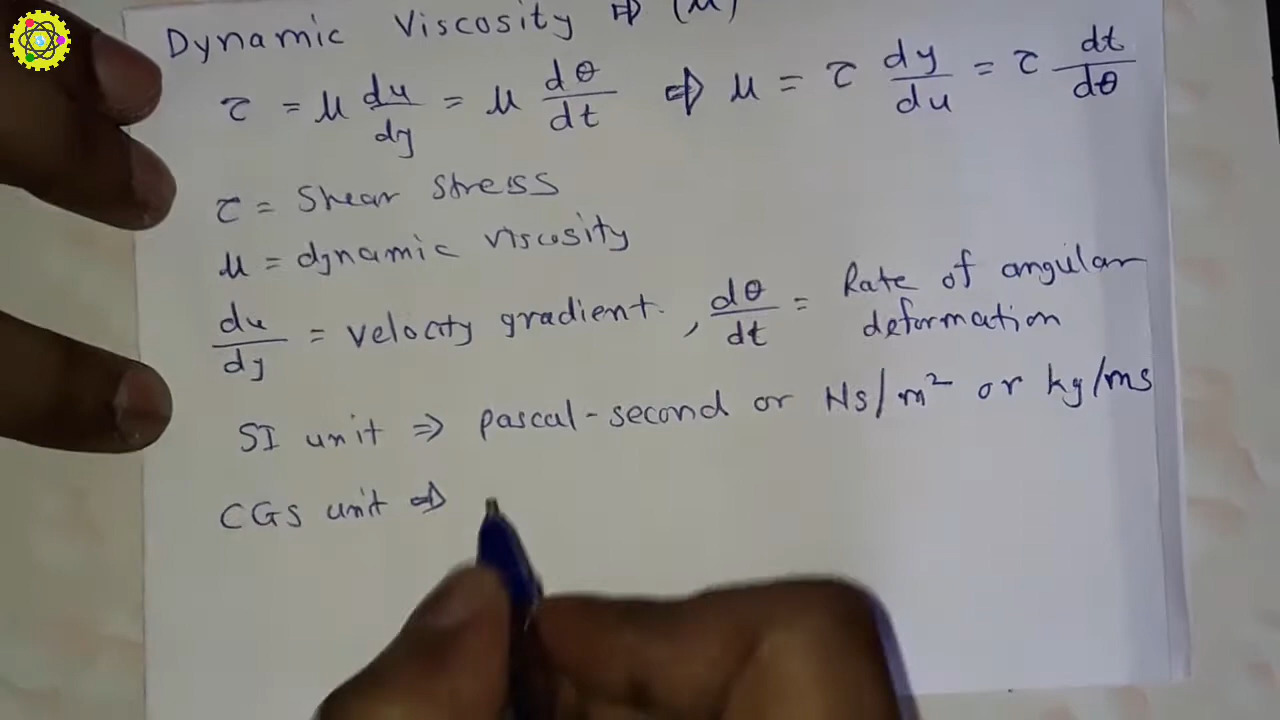 Dynamic Viscosity ⇒ (μ)
τ = μ du/dy = μ dθ/dt ⇒ μ = τ dy/du = τ dt/dθ
τ = Shear stress
μ = dynamic viscosity
du/dy = velocity gradient. , dθ/dt = Rate of angular deformation
SI unit ⇒ pascal-second or Ns/m² or kg/ms
CGS unit ⇒